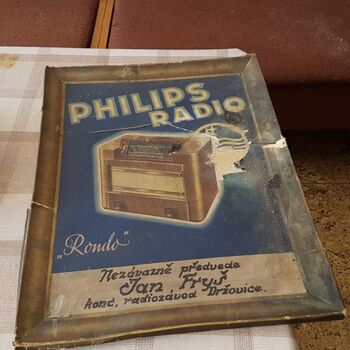 PHILIPS
RADIO
„Rondo"
Nezávazně předvede
Jan Fryš
konc. radiozávod Držovice.